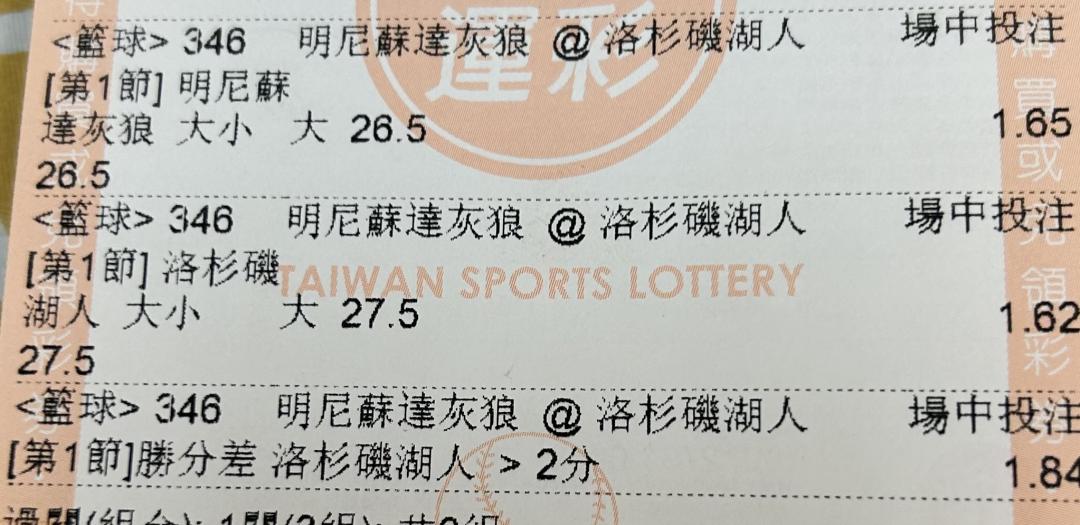 <籃球> 346 明尼蘇達灰狼 @ 洛杉磯湖人 場中投注
[第1節] 明尼蘇
達灰狼 大小 大 26.5 1.65
26.5
<籃球> 346 明尼蘇達灰狼 @ 洛杉磯湖人 場中投注
[第1節] 洛杉磯
湖人 大小 大 27.5 1.62
27.5
<籃球> 346 明尼蘇達灰狼 @ 洛杉磯湖人 場中投注
[第1節]勝分差 洛杉磯湖人 > 2分 1.84
運彩
TAIWAN SPORTS LOTTERY
購買或
領彩